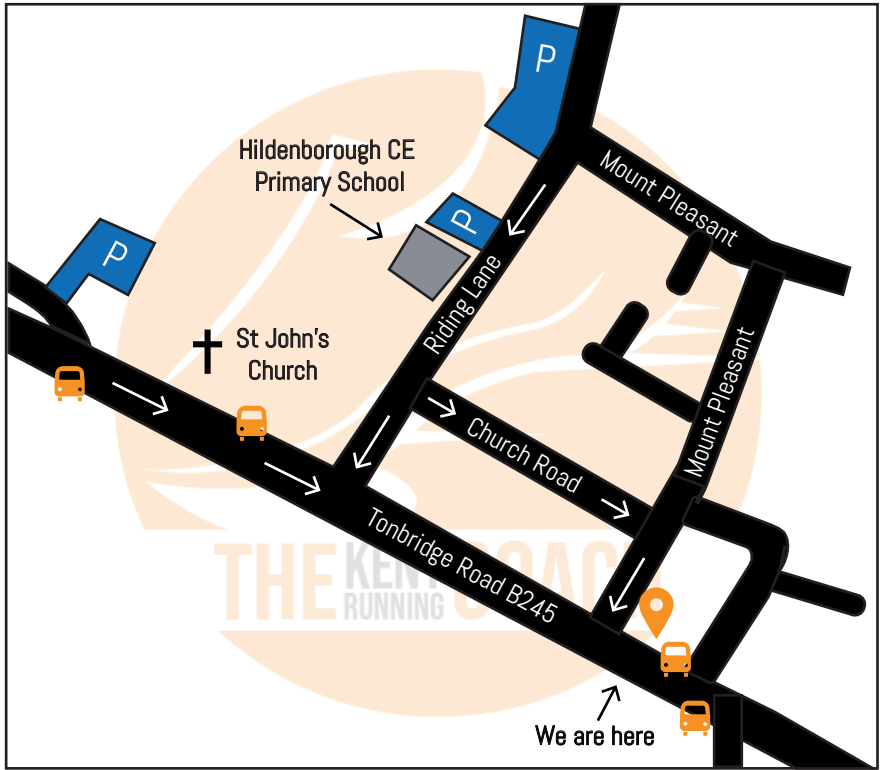 P
Mount Pleasant
Hildenborough CE
Primary School
P
P
Riding Lane
St John's
Church
Mount Pleasant
Church Road
Tonbridge Road B245
THE
KENT
RUNNING
COACH
We are here